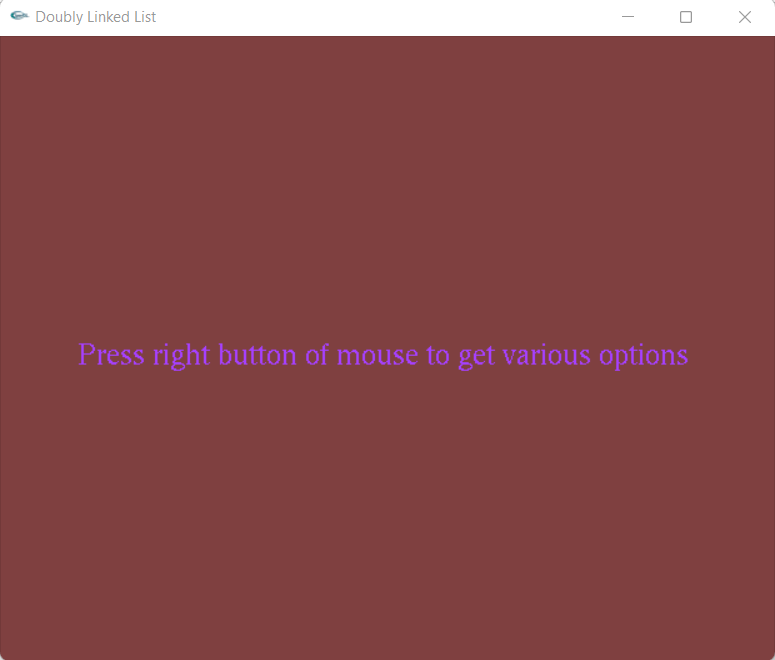 Doubly Linked List
Press right button of mouse to get various options